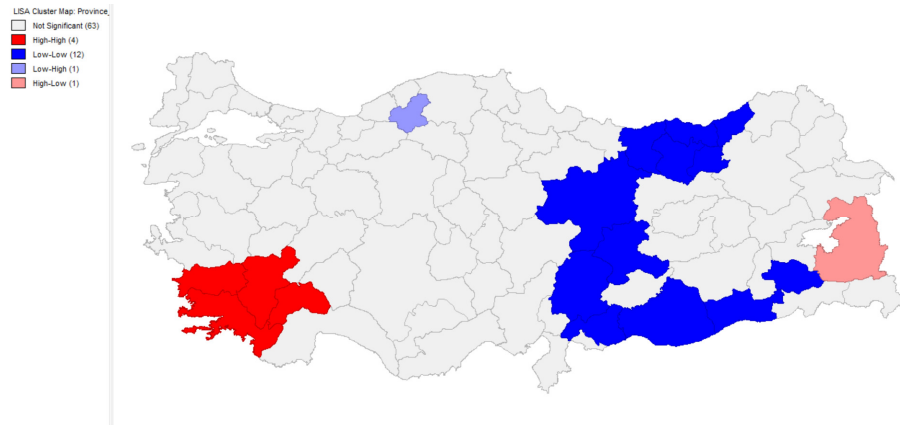 LISA Cluster Map: Province_
Not Significant (63)
High-High (4)
Low-Low (12)
Low-High (1)
High-Low (1)